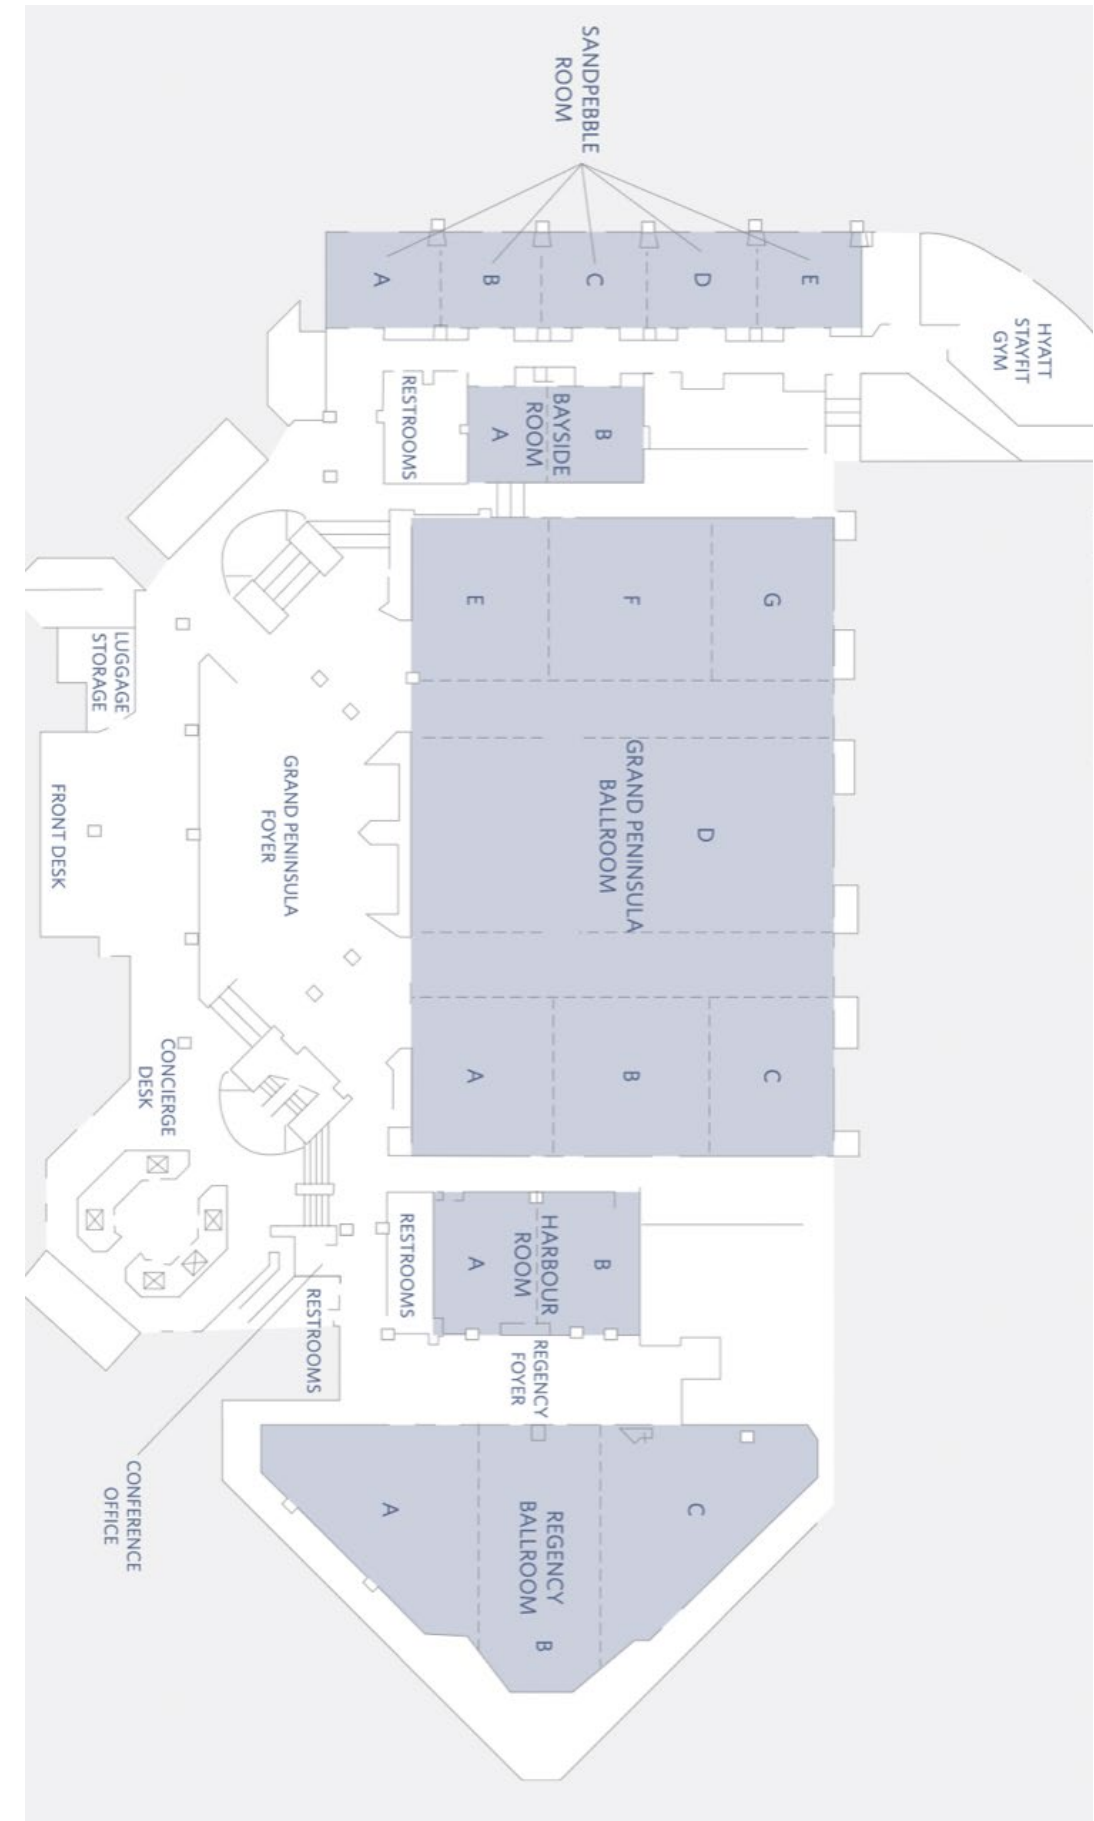 SANDPEBBLE
ROOM
A
B
C
D
E
HYATT
STAYFIT
GYM
RESTROOMS
BAYSIDE
ROOM
A
B
E
F
G
LUGGAGE
STORAGE
FRONT DESK
GRAND PENINSULA
FOYER
GRAND PENINSULA
BALLROOM
D
CONCIERGE
DESK
A
B
C
RESTROOMS
HARBOUR
ROOM
A
B
RESTROOMS
REGENCY
FOYER
CONFERENCE
OFFICE
A
REGENCY
BALLROOM
B
C